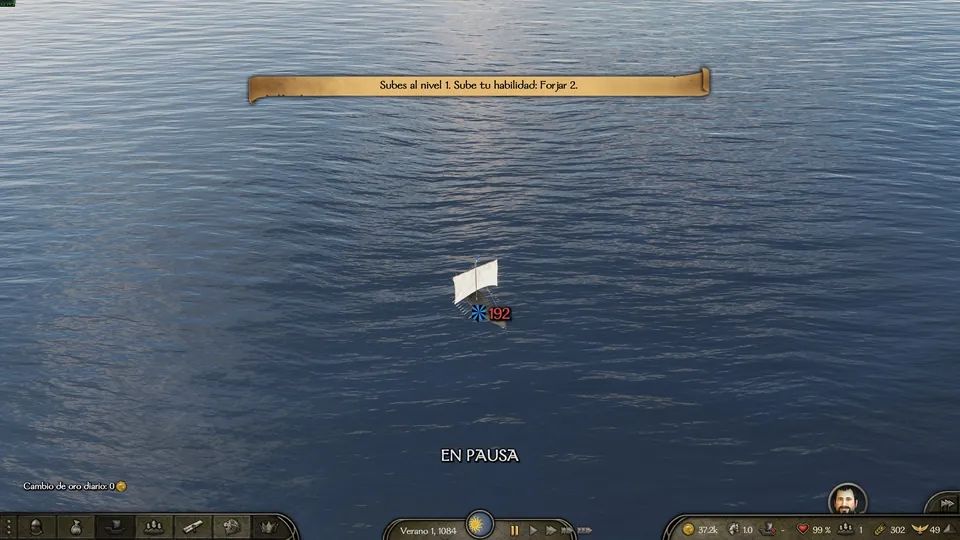 Subes al nivel 1. Sube tu habilidad: Forjar 2.
192
EN PAUSA
Cambio de oro diario: 0
Verano 1, 1084
37.2k
1.0
-
99 %
1
302
49